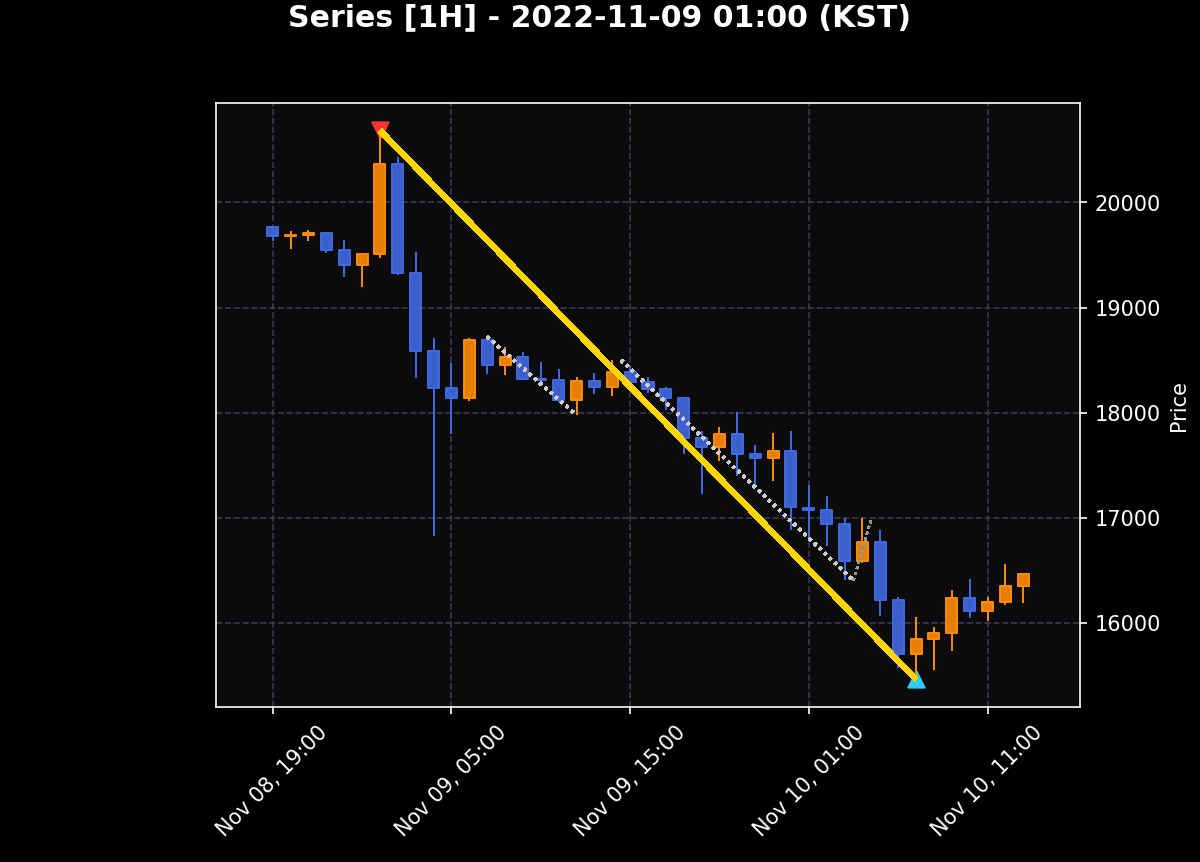 Series [1H] - 2022-11-09 01:00 (KST)
20000
19000
18000
17000
16000
Price
Nov 08, 19:00
Nov 09, 05:00
Nov 09, 15:00
Nov 10, 01:00
Nov 10, 11:00